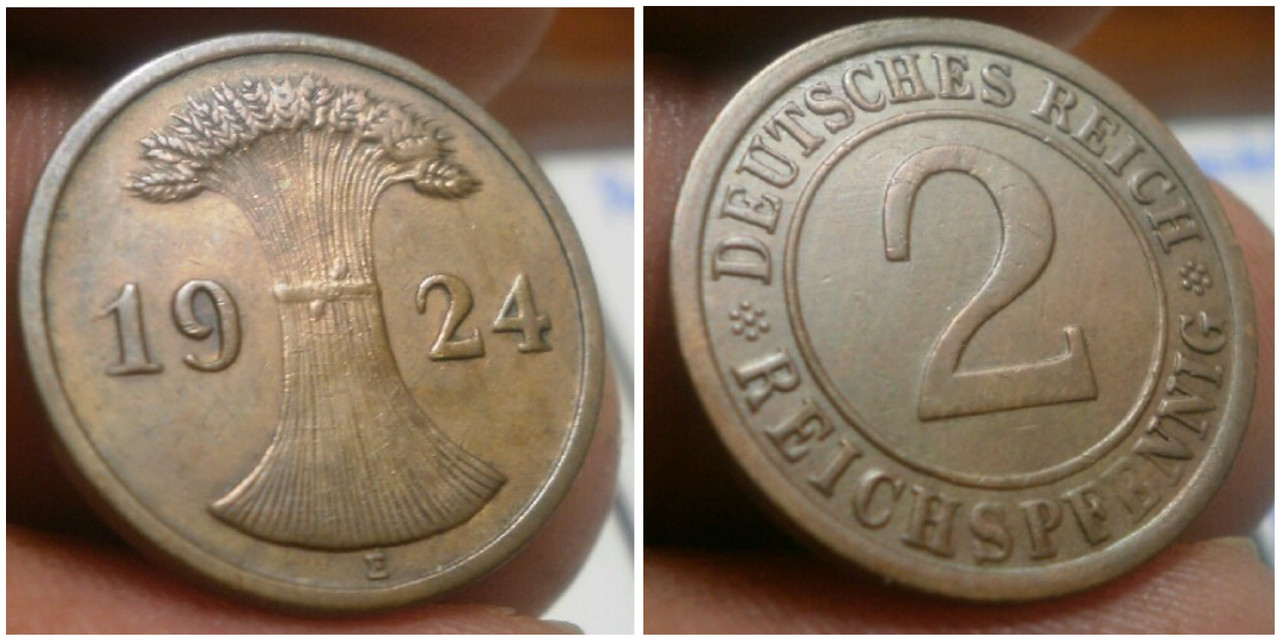 19 24
E
DEUTSCHES REICH
2
REICHSPFENNIG